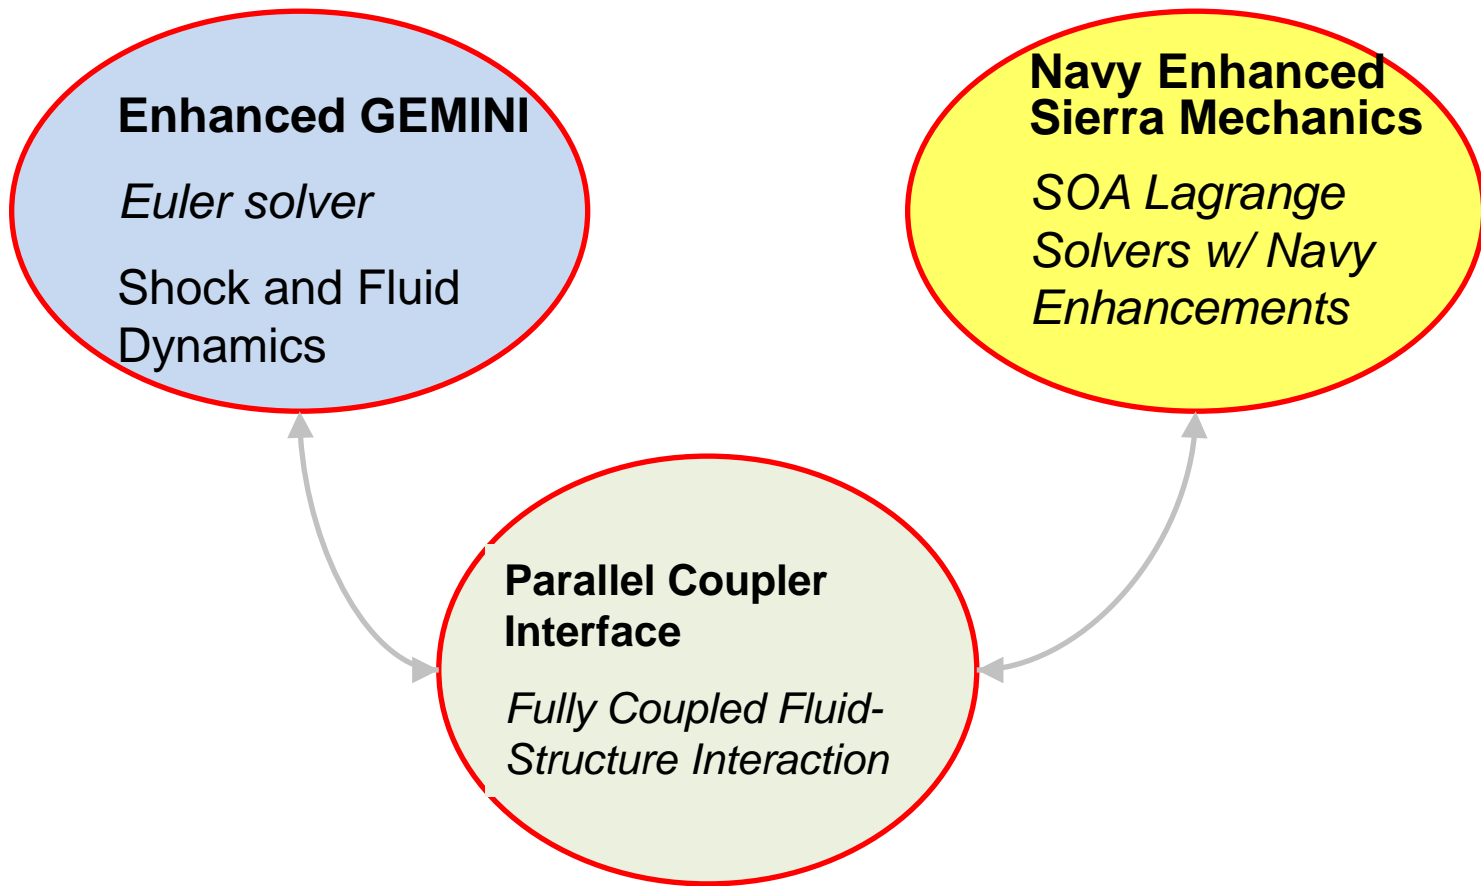 Enhanced GEMINI
Euler solver
Shock and Fluid
Dynamics
Navy Enhanced
Sierra Mechanics
SOA Lagrange
Solvers w/ Navy
Enhancements
Parallel Coupler
Interface
Fully Coupled Fluid-
Structure Interaction